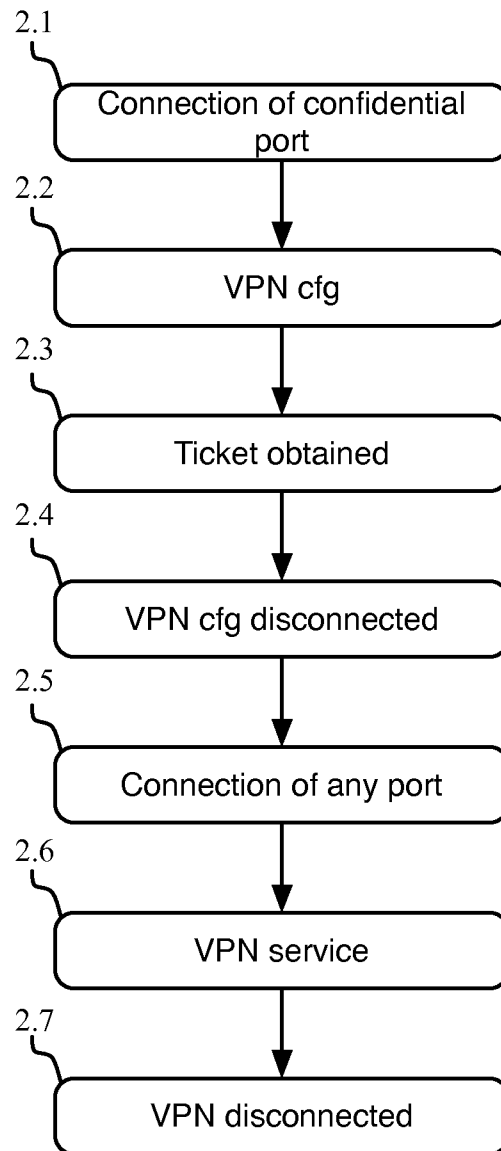 2.1
Connection of confidential
port
2.2
VPN cfg
2.3
Ticket obtained
2.4
VPN cfg disconnected
2.5
Connection of any port
2.6
VPN service
2.7
VPN disconnected